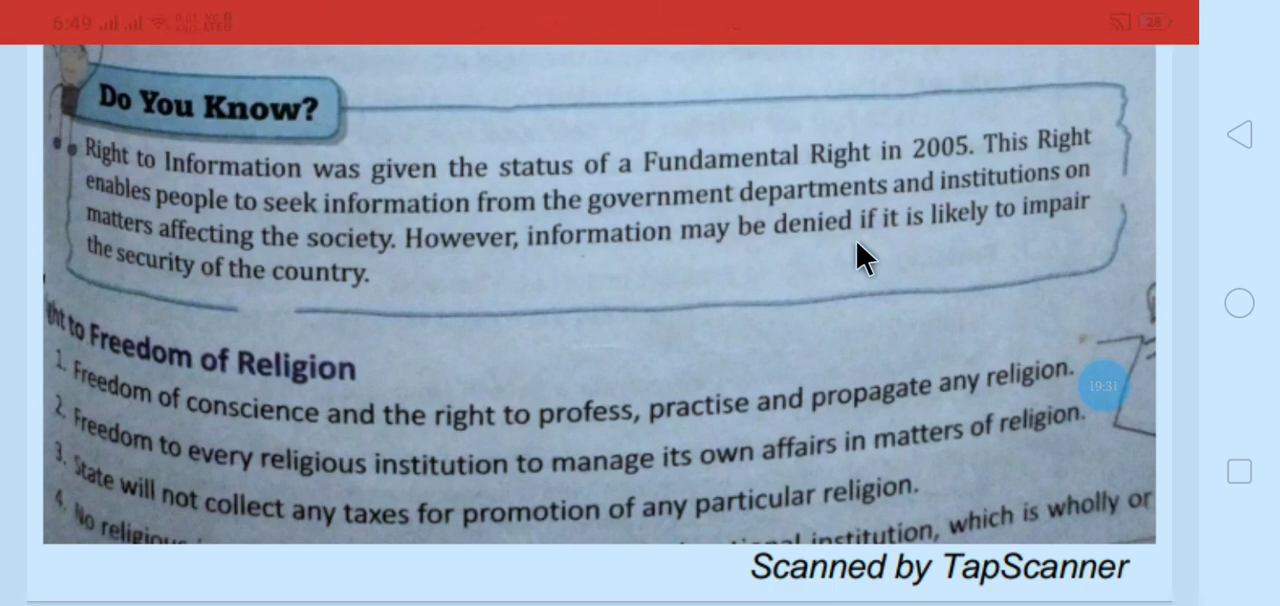 6:49
28
Do You Know?
Right to Information was given the status of a Fundamental Right in 2005. This Right
enables people to seek information from the government departments and institutions on
matters affecting the society. However, information may be denied if it is likely to impair
the security of the country.
to Freedom of Religion
1. Freedom of conscience and the right to profess, practise and propagate any religion.
19:31
2. Freedom to every religious institution to manage its own affairs in matters of religion.
3. State will not collect any taxes for promotion of any particular religion.
4. No institution, which is wholly or
Scanned by TapScanner